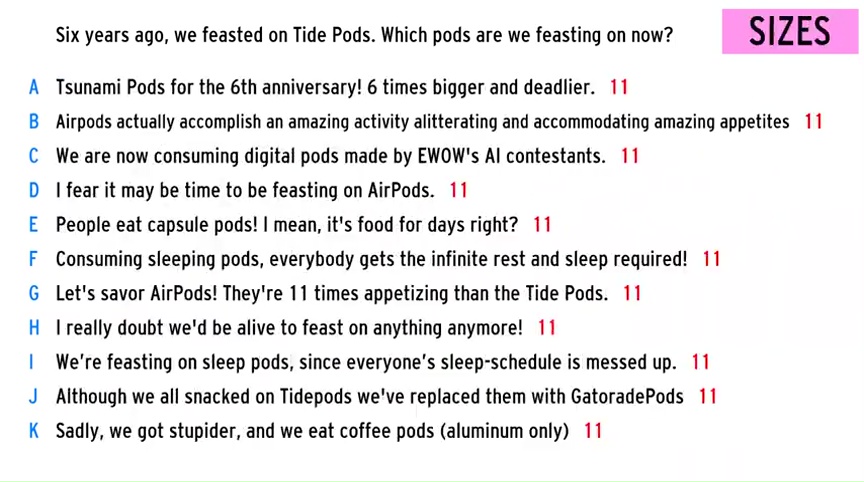 Six years ago, we feasted on Tide Pods. Which pods are we feasting on now?
SIZES
A Tsunami Pods for the 6th anniversary! 6 times bigger and deadlier. 11
B Airpods actually accomplish an amazing activity alitterating and accommodating amazing appetites 11
C We are now consuming digital pods made by EWOW's AI contestants. 11
D I fear it may be time to be feasting on AirPods. 11
E People eat capsule pods! I mean, it's food for days right? 11
F Consuming sleeping pods, everybody gets the infinite rest and sleep required! 11
G Let's savor AirPods! They're 11 times appetizing than the Tide Pods. 11
H I really doubt we'd be alive to feast on anything anymore! 11
I We’re feasting on sleep pods, since everyone’s sleep-schedule is messed up. 11
J Although we all snacked on Tidepods we've replaced them with GatoradePods 11
K Sadly, we got stupider, and we eat coffee pods (aluminum only) 11